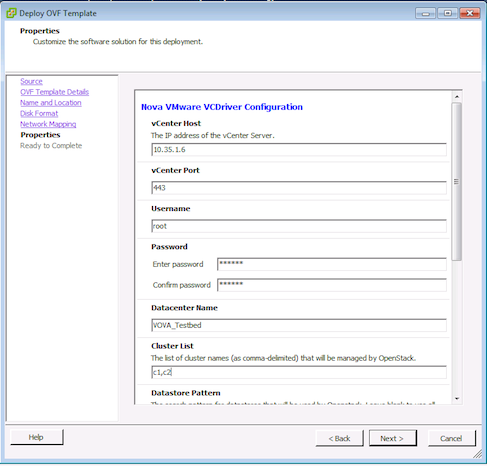 Deploy OVF Template
Properties
Customize the software solution for this deployment.
Source
OVF Template Details
Name and Location
Disk Format
Network Mapping
Properties
Ready to Complete
Nova VMware VCDriver Configuration
vCenter Host
The IP address of the vCenter Server.
10.35.1.6
vCenter Port
443
Username
root
Password
Enter password ******
Confirm password ******
Datacenter Name
VOVA_Testbed
Cluster List
The list of cluster names (as comma-delimited) that will be managed by OpenStack.
c1,c2
Datastore Pattern
Help
< Back
Next >
Cancel